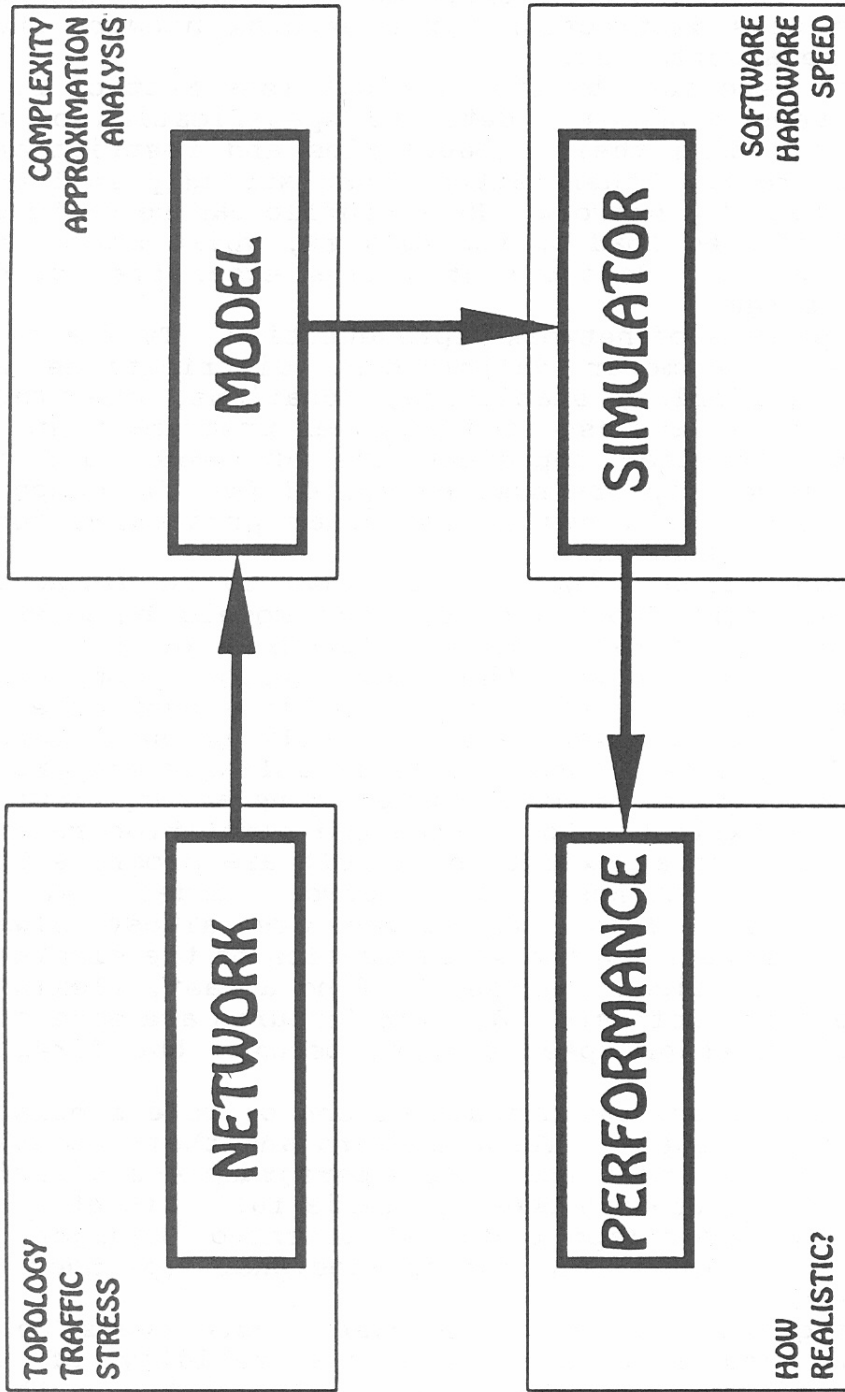 TOPOLOGY
TRAFFIC
STRESS
NETWORK
COMPLEXITY
APPROXIMATION
ANALYSIS
MODEL
SIMULATOR
SOFTWARE
HARDWARE
SPEED
PERFORMANCE
HOW
REALISTIC?